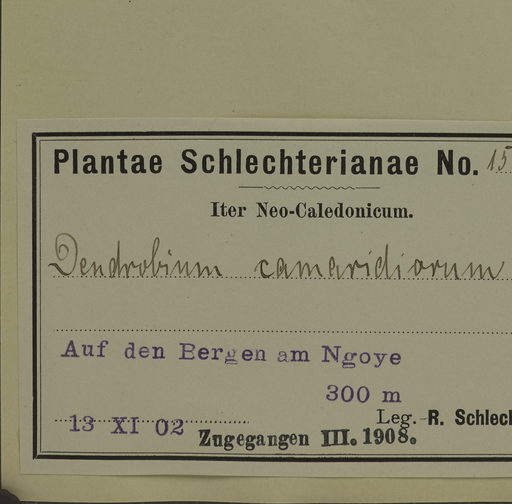 Plantae Schlechterianae No. 15
Iter Neo-Caledonicum.
Dendrobium camaridiorum
Auf den Bergen am Ngoye
300 m
Leg. R. Schlech
13 XI 02 Zugegangen III. 1908.